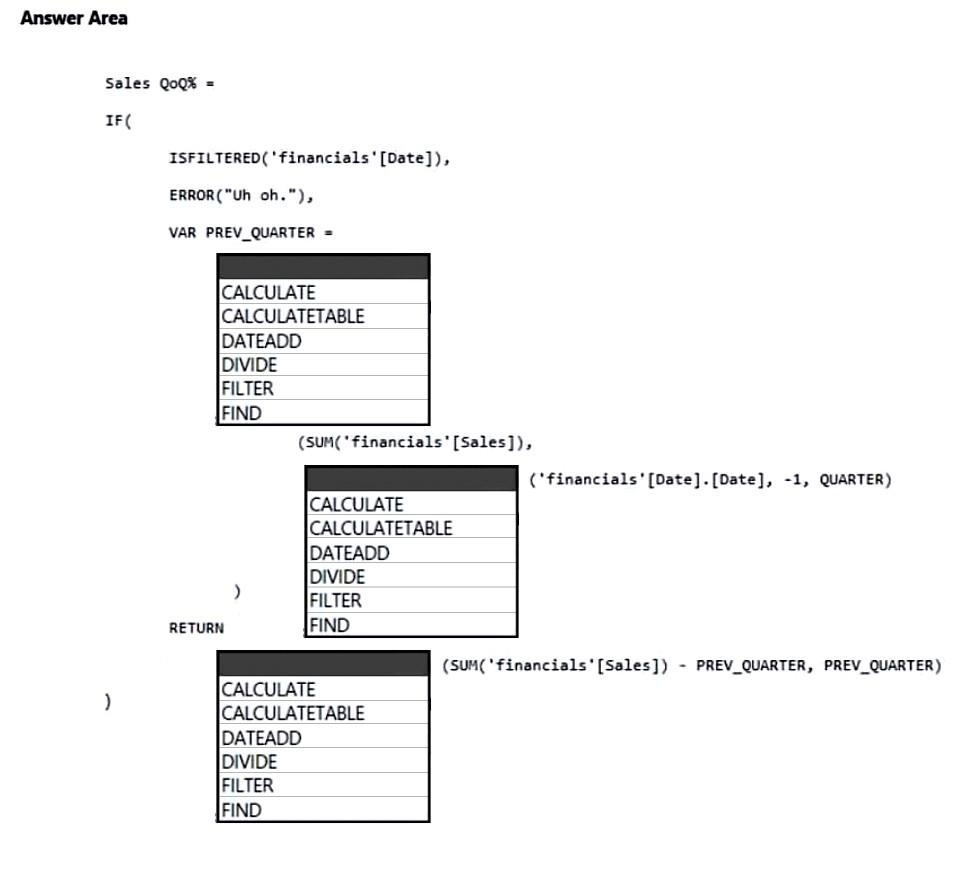 Answer Area
Sales QoQ% =
IF(
ISFILTERED('financials'[Date]),
ERROR("Uh oh."),
VAR PREV_QUARTER =
CALCULATE
CALCULATETABLE
DATEADD
DIVIDE
FILTER
FIND
(SUM('financials'[Sales]),
('financials'[Date].[Date], -1, QUARTER)
CALCULATE
CALCULATETABLE
DATEADD
DIVIDE
FILTER
FIND
)
RETURN
(SUM('financials'[Sales]) - PREV_QUARTER, PREV_QUARTER)
CALCULATE
CALCULATETABLE
DATEADD
DIVIDE
FILTER
FIND
)